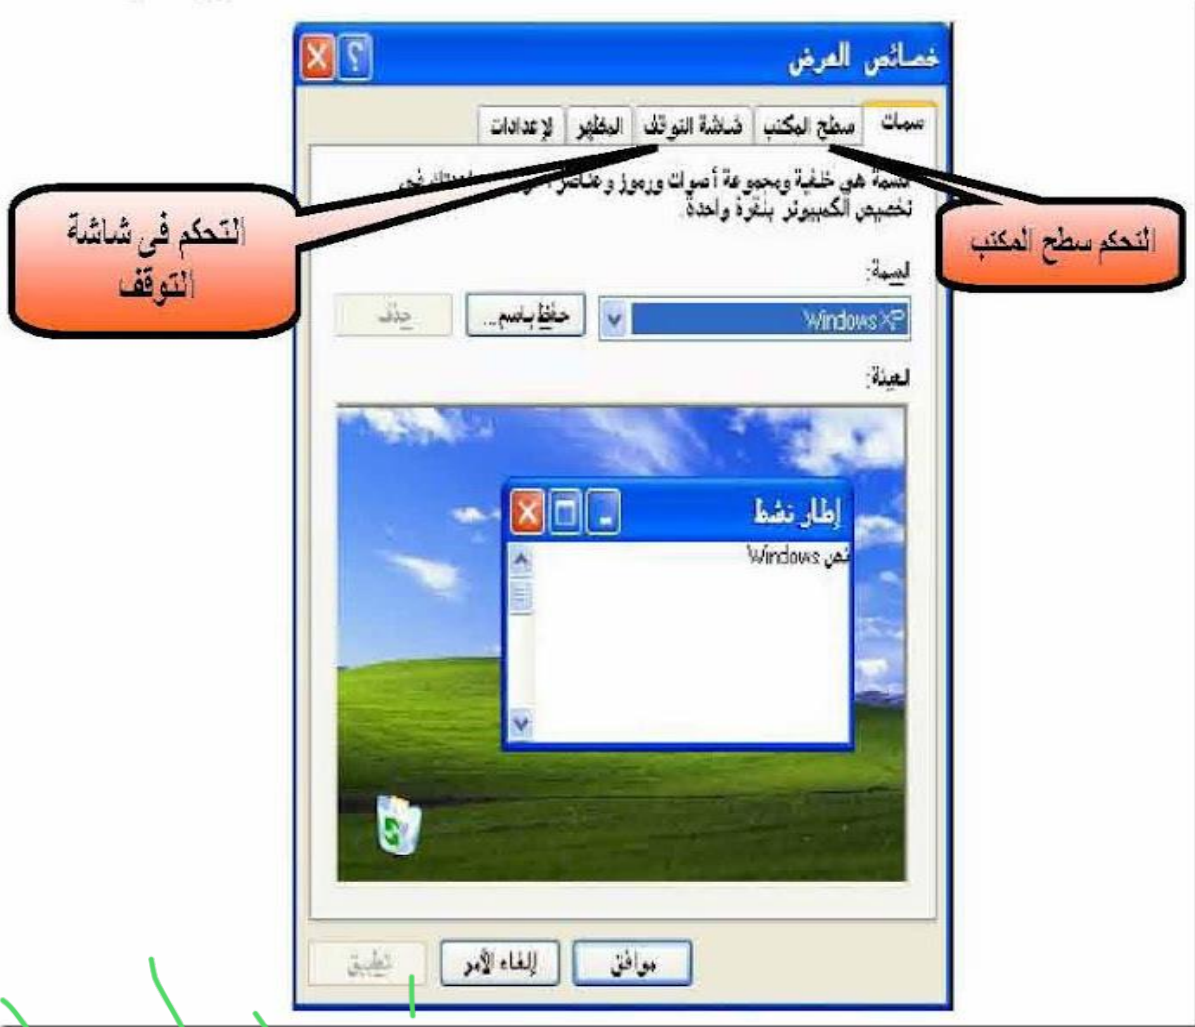 خصائص العرض
سمات
سطح المكتب
شاشة التوقف
المظهر
الإعدادات
هي خلفية ومجموعة أصوات ورموز و
تخصيص الكمبيوتر بنقرة واحدة.
التحكم فى شاشة
التوقف
التحكم سطح المكتب
السمة:
Windows XP
حفظ باسم...
حذف
العينة:
إطار نشط
نص Windows
موافق
إلغاء الأمر
تطبيق